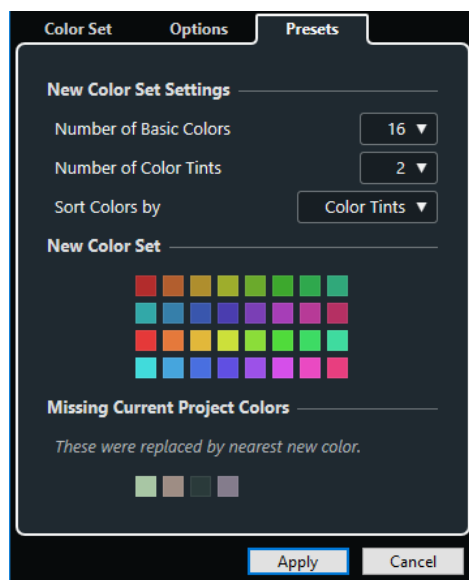 Color Set Options Presets
New Color Set Settings
Number of Basic Colors 16
Number of Color Tints 2
Sort Colors by Color Tints
New Color Set
Missing Current Project Colors
These were replaced by nearest new color.
Apply Cancel